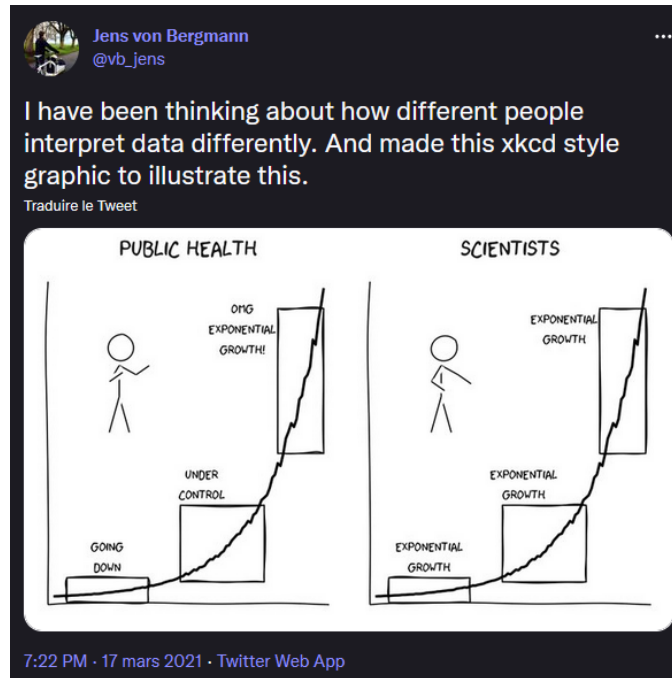 Jens von Bergmann
@vb_jens
I have been thinking about how different people
interpret data differently. And made this xkcd style
graphic to illustrate this.
Traduire le Tweet
PUBLIC HEALTH
OMG
EXPONENTIAL
GROWTH!
UNDER
CONTROL
GOING
DOWN
SCIENTISTS
EXPONENTIAL
GROWTH
EXPONENTIAL
GROWTH
EXPONENTIAL
GROWTH
7:22 PM · 17 mars 2021 · Twitter Web App